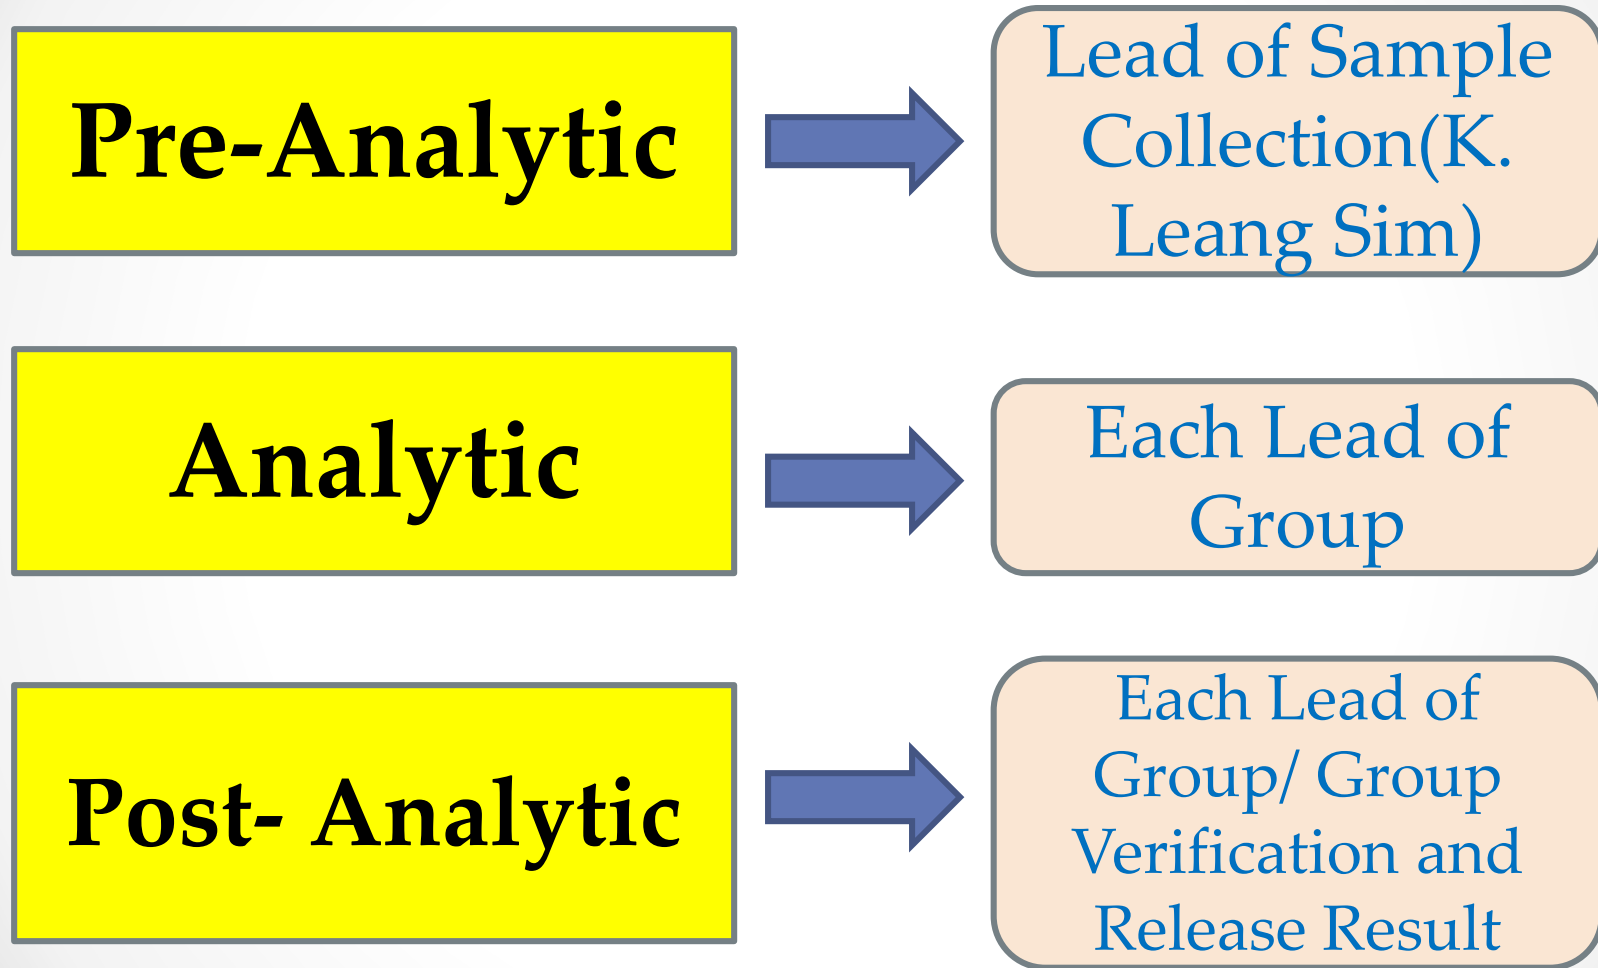 Pre-Analytic
Lead of Sample
Collection(K.
Leang Sim)
Analytic
Each Lead of
Group
Post- Analytic
Each Lead of
Group/ Group
Verification and
Release Result